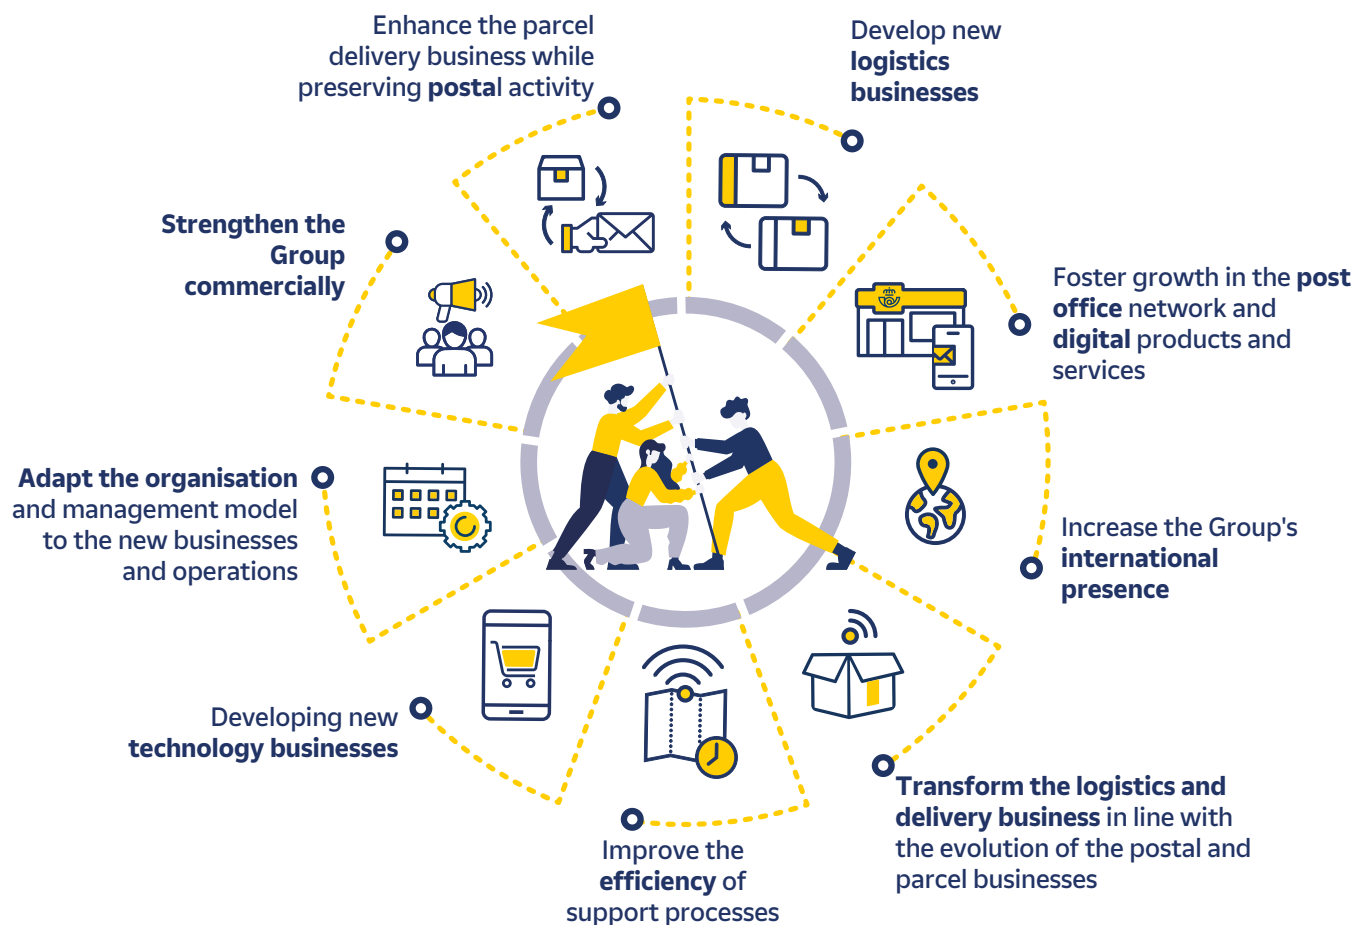 Enhance the parcel
delivery business while
preserving postal activity
Develop new
logistics
businesses
Foster growth in the post
office network and
digital products and
services
Increase the Group's
international
presence
Transform the logistics and
delivery business in line with
the evolution of the postal and
parcel businesses
Improve the
efficiency of
support processes
Developing new
technology businesses
Adapt the organisation
and management model
to the new businesses
and operations
Strengthen the
Group
commercially